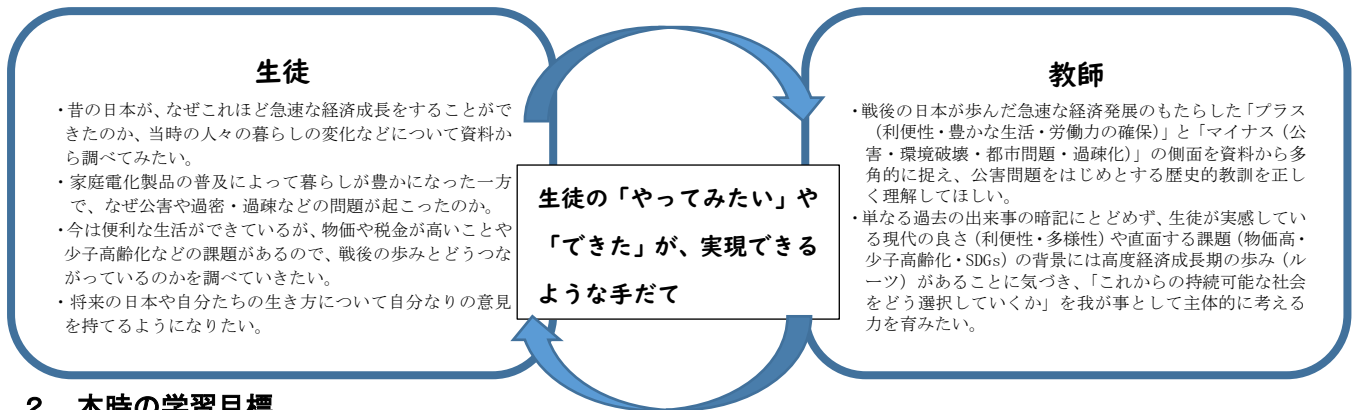 生徒
・昔の日本が、なぜこれほど急速な経済成長をすることがで
きたのか、当時の人々の暮らしの変化などについて資料か
ら調べてみたい。
・家庭電化製品の普及によって暮らしが豊かになった一方
で、なぜ公害や過密・過疎などの問題が起こったのか。
・今は便利な生活ができているが、物価や税金が高いことや
少子高齢化などの課題があるので、戦後の歩みとどうつな
がっているのかを調べていきたい。
・将来の日本や自分たちの生き方について自分なりの意見
を持てるようになりたい。
生徒の「やってみたい」や
「できた」が、実現できる
ような手だて
教師
・戦後の日本が歩んだ急速な経済発展のもたらした「プラス
（利便性・豊かな生活・労働力の確保）」と「マイナス（公
害・環境破壊・都市問題・過疎化）」の側面を資料から多
角的に捉え、公害問題をはじめとする歴史的教訓を正し
く理解してほしい。
・単なる過去の出来事の暗記にとどめず、生徒が実感してい
る現代の良さ（利便性・多様性）や直面する課題（物価高・
少子高齢化・SDGs）の背景には高度経済成長期の歩み（ル
ーツ）があることに気づき、「これからの持続可能な社会
をどう選択していくか」を我が事として主体的に考える
力を育みたい。
２　本時の学習目標